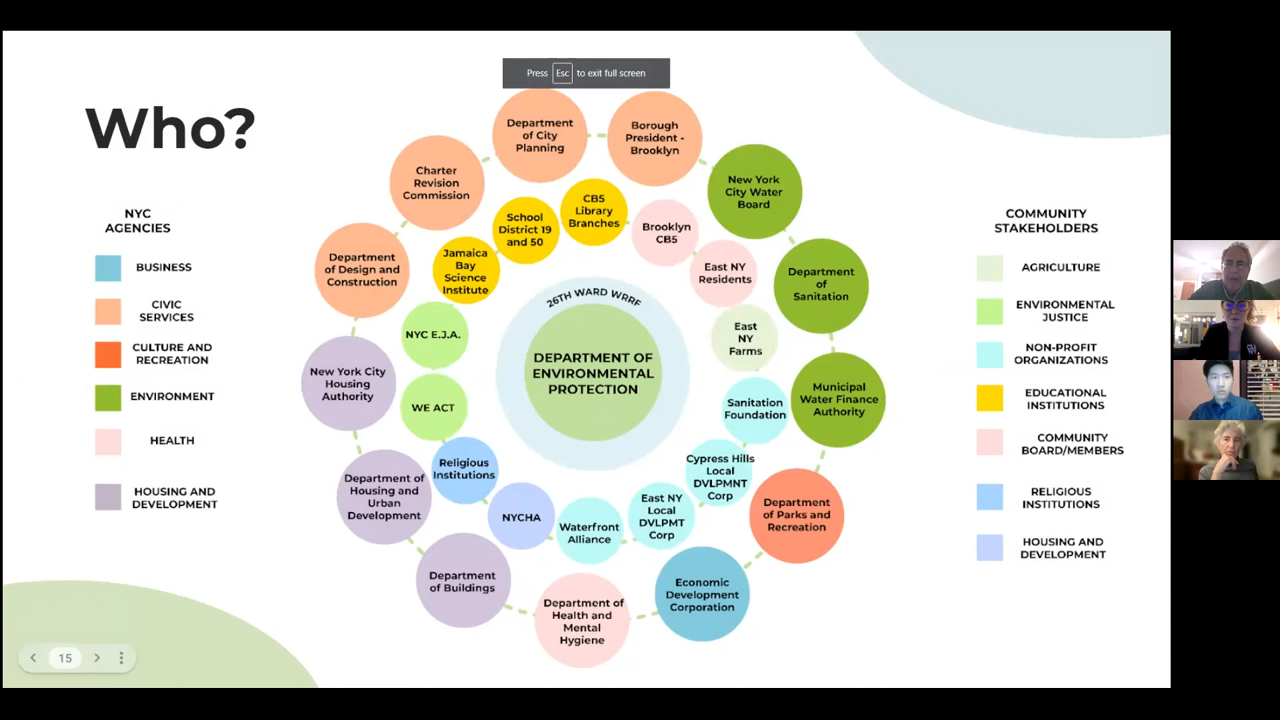 Press Esc to exit full screen
Who?
NYC
AGENCIES
BUSINESS
CIVIC
SERVICES
CULTURE AND
RECREATION
ENVIRONMENT
HEALTH
HOUSING AND
DEVELOPMENT
Department
of City
Planning
Borough
President -
Brooklyn
New York
City Water
Board
Department
of
Sanitation
Municipal
Water Finance
Authority
Department
of Parks and
Recreation
Economic
Development
Corporation
Department of
Health and
Mental
Hygiene
Department
of Buildings
Department of
Housing and
Urban
Development
New York City
Housing
Authority
Department
of Design and
Construction
Charter
Revision
Commission
CB5
Library
Branches
Brooklyn
CB5
East NY
Residents
East
NY
Farms
Sanitation
Foundation
Cypress Hills
Local
DVLPMNT
Corp
East NY
Local
DVLPMT
Corp
Waterfront
Alliance
NYCHA
Religious
Institutions
WE ACT
NYC E.J.A.
Jamaica
Bay
Science
Institute
School
District 19
and 50
26TH WARD WRRF
DEPARTMENT OF
ENVIRONMENTAL
PROTECTION
COMMUNITY
STAKEHOLDERS
AGRICULTURE
ENVIRONMENTAL
JUSTICE
NON-PROFIT
ORGANIZATIONS
EDUCATIONAL
INSTITUTIONS
COMMUNITY
BOARD/MEMBERS
RELIGIOUS
INSTITUTIONS
HOUSING AND
DEVELOPMENT
15